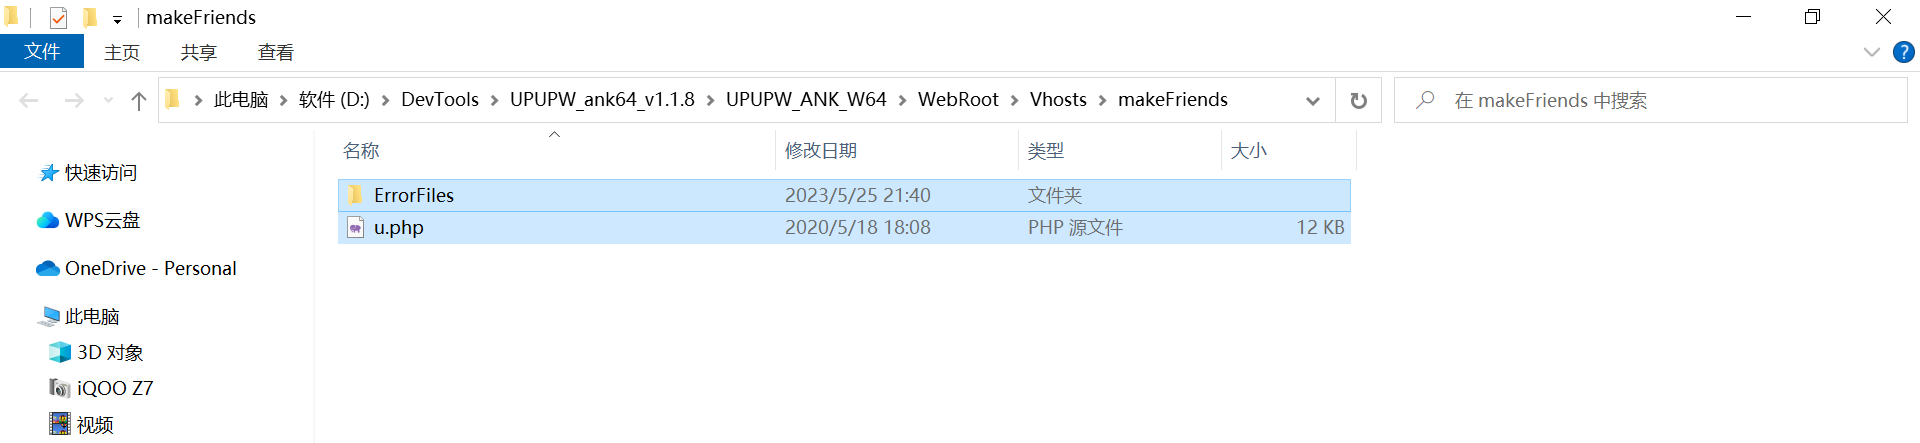 makeFriends
文件 主页 共享 查看
此电脑 软件 (D:) DevTools UPUPW_ank64_v1.1.8 UPUPW_ANK_W64 WebRoot Vhosts makeFriends 在 makeFriends 中搜索
名称 修改日期 类型 大小
快速访问
ErrorFiles 2023/5/25 21:40 文件夹
u.php 2020/5/18 18:08 PHP 源文件 12 KB
WPS云盘
OneDrive - Personal
此电脑
3D 对象
iQOO Z7
视频